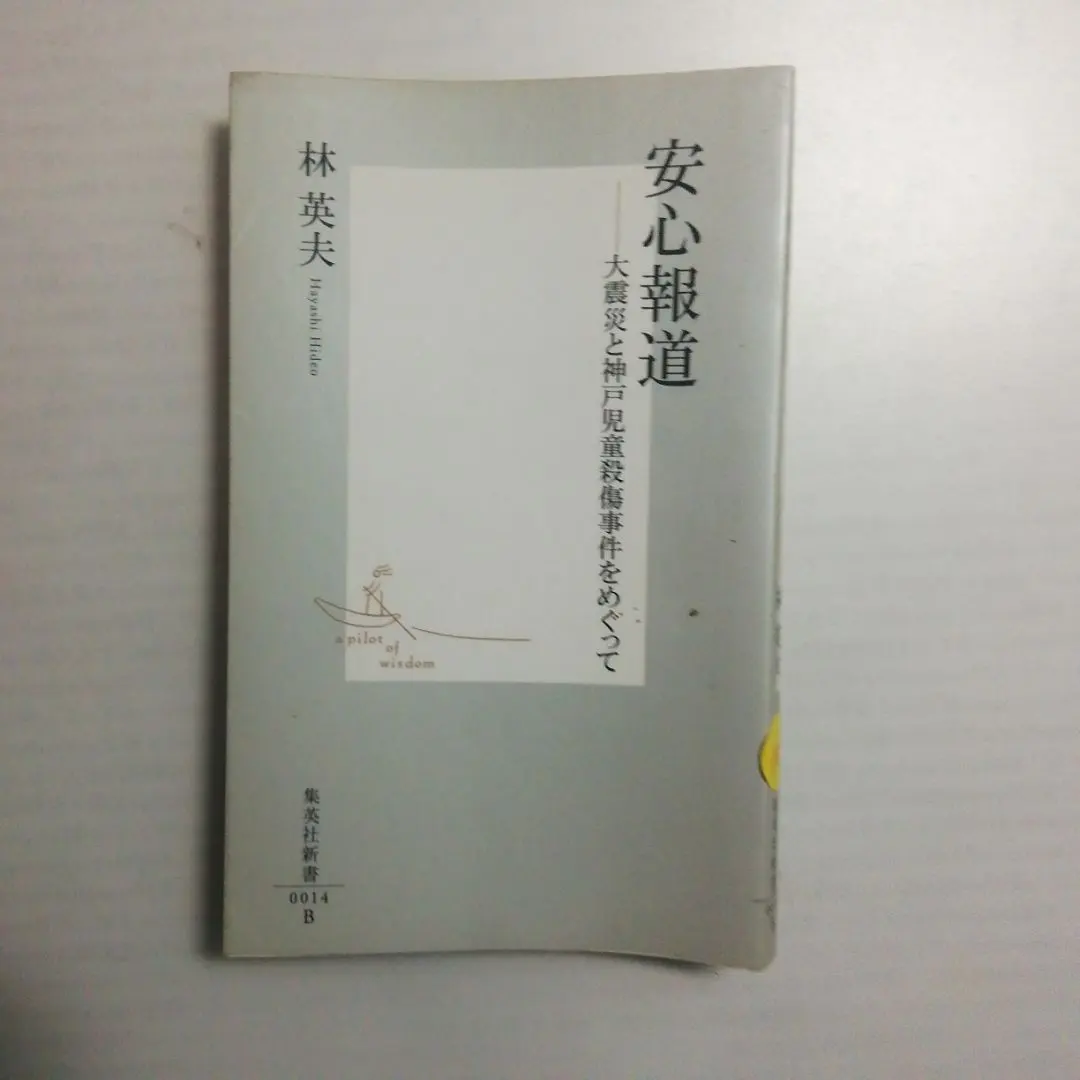 安心報道
——大震災と神戸児童殺傷事件をめぐって
林 英夫
Hayashi Hideo
a pilot
of
wisdom
集英社新書
0014
B